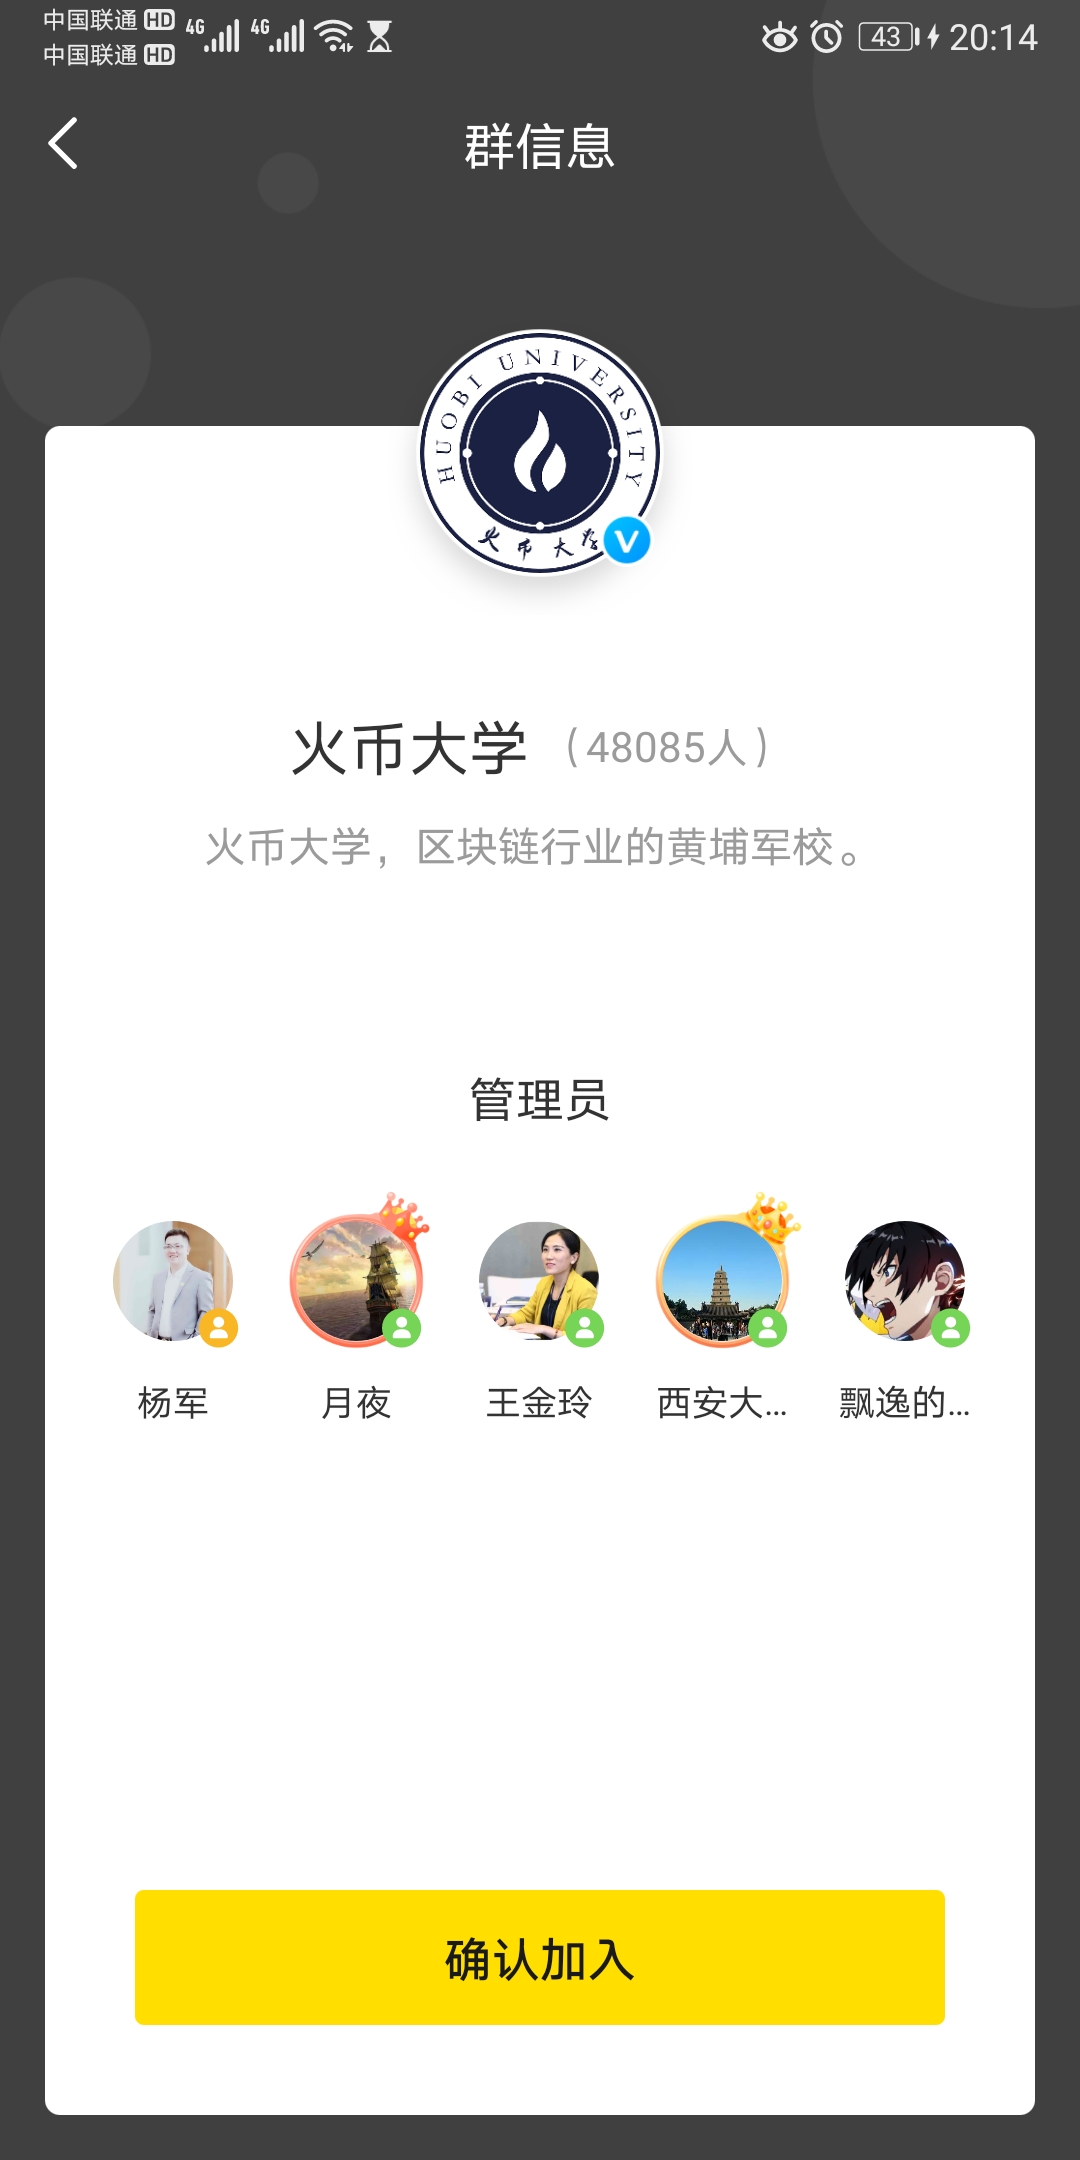 中国联通 HD 4G 4G 43 20:14
中国联通 HD
群信息
HUOBI UNIVERSITY
火币大学
V
火币大学（48085人）
火币大学，区块链行业的黄埔军校。
管理员
杨军 月夜 王金玲 西安大... 飘逸的...
确认加入